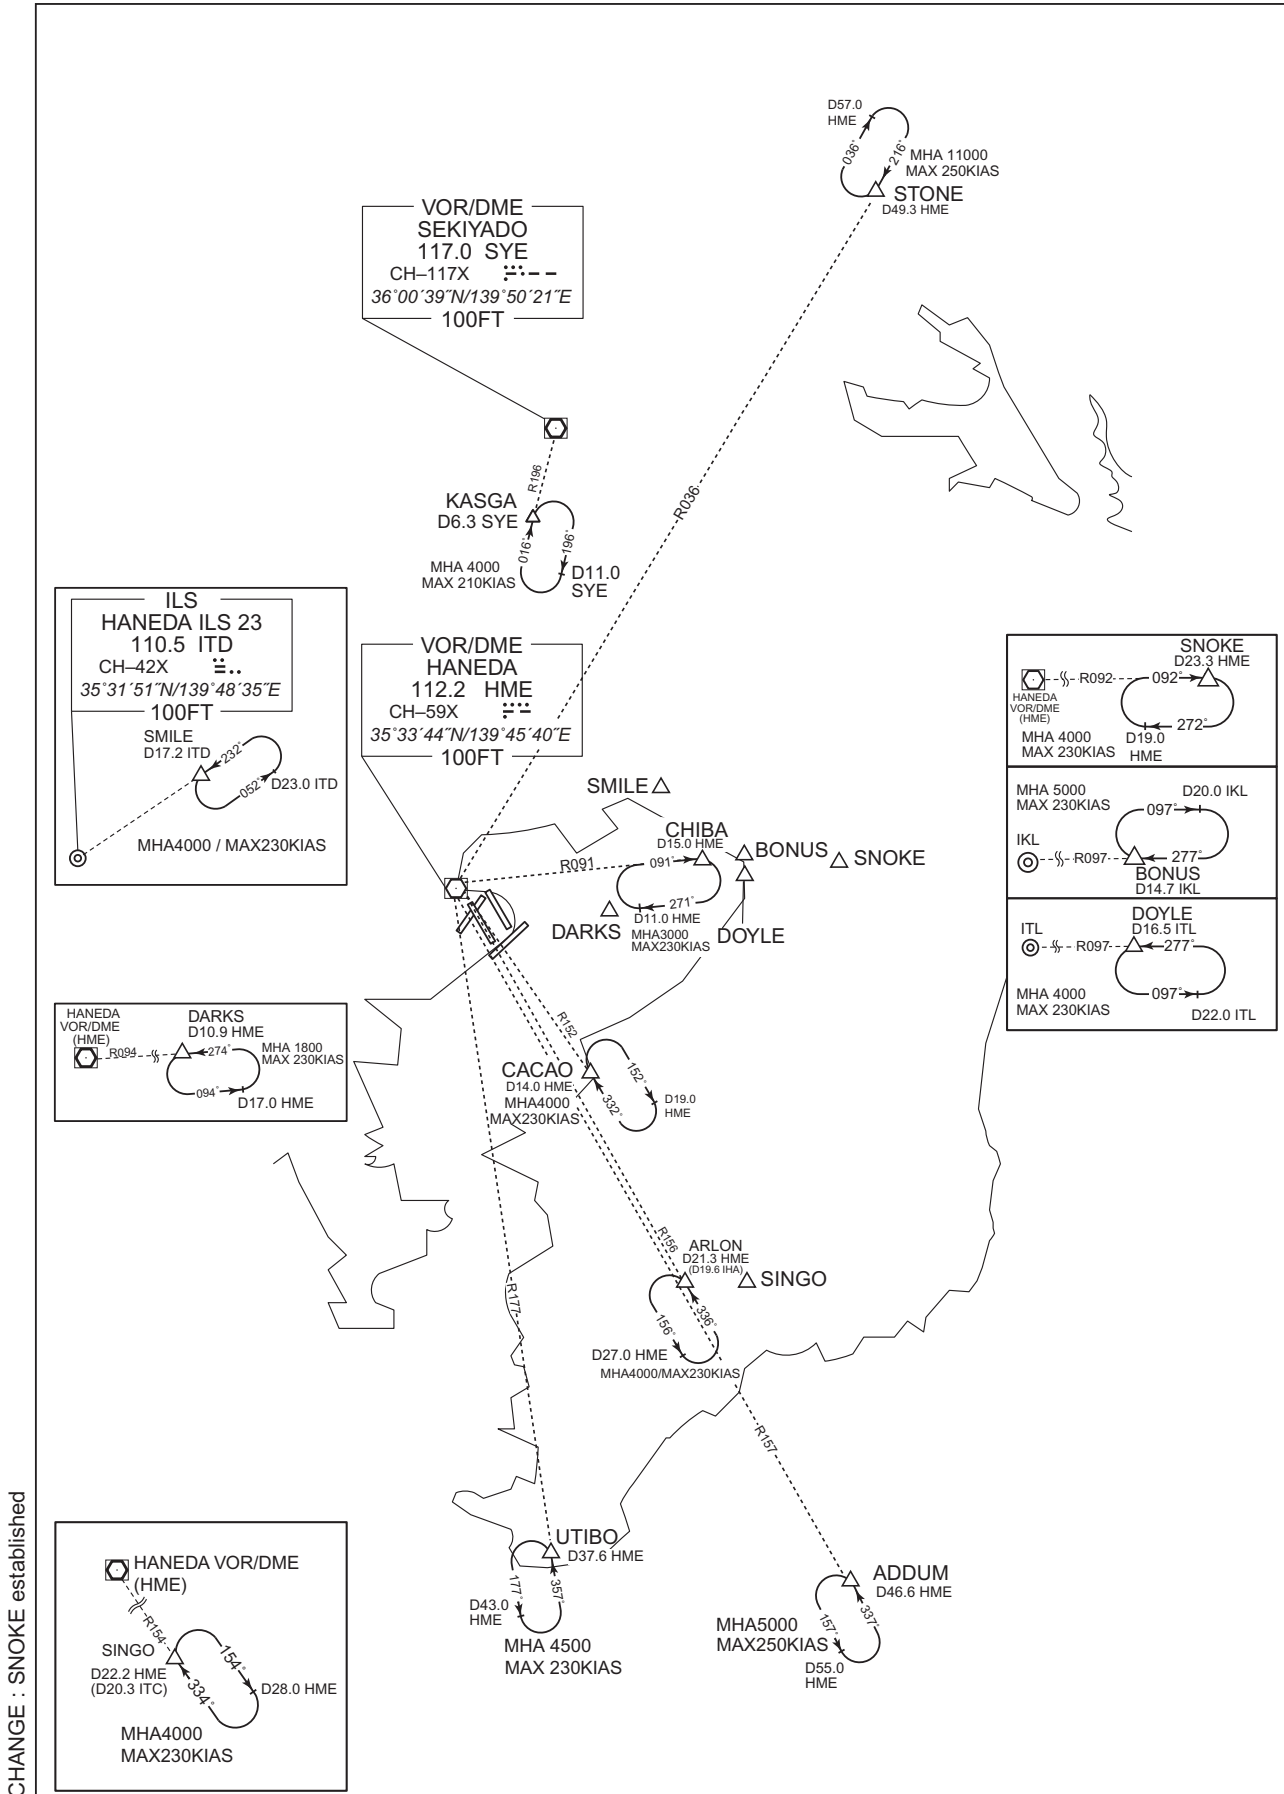 D57.0
HME
036°
216°
MHA 11000
MAX 250KIAS
STONE
D49.3 HME
VOR/DME
SEKIYADO
117.0 SYE
CH–117X
36°00´39˝N/139°50´21˝E
100FT
R036
R196
KASGA
D6.3 SYE
016°
196°
MHA 4000
MAX 210KIAS
D11.0
SYE
ILS
HANEDA ILS 23
110.5 ITD
CH–42X
35°31´51˝N/139°48´35˝E
100FT
SMILE
D17.2 ITD
232°
052°
D23.0 ITD
MHA4000 / MAX230KIAS
VOR/DME
HANEDA
112.2 HME
CH–59X
35°33´44˝N/139°45´40˝E
100FT
SNOKE
D23.3 HME
R092
092°
HANEDA
VOR/DME
(HME)
272°
MHA 4000
MAX 230KIAS
D19.0
HME
MHA 5000
MAX 230KIAS
D20.0 IKL
097°
IKL
R097
277°
BONUS
D14.7 IKL
DOYLE
D16.5 ITL
ITL
R097
277°
MHA 4000
MAX 230KIAS
097°
D22.0 ITL
SMILE
CHIBA
D15.0 HME
BONUS
SNOKE
R091
091°
271°
D11.0 HME
MHA3000
MAX230KIAS
DARKS
DOYLE
HANEDA
VOR/DME
(HME)
DARKS
D10.9 HME
R094
274°
MHA 1800
MAX 230KIAS
094°
D17.0 HME
R152
CACAO
D14.0 HME
MHA4000
MAX230KIAS
152°
332°
D19.0
HME
R156
ARLON
D21.3 HME
(D19.6 IHA)
SINGO
R177
156°
336°
D27.0 HME
MHA4000/MAX230KIAS
R157
UTIBO
D37.6 HME
177°
357°
D43.0
HME
MHA 4500
MAX 230KIAS
ADDUM
D46.6 HME
157°
337°
MHA5000
MAX250KIAS
D55.0
HME
HANEDA VOR/DME
(HME)
R154
SINGO
D22.2 HME
(D20.3 ITC)
154°
334°
D28.0 HME
MHA4000
MAX230KIAS
CHANGE : SNOKE established